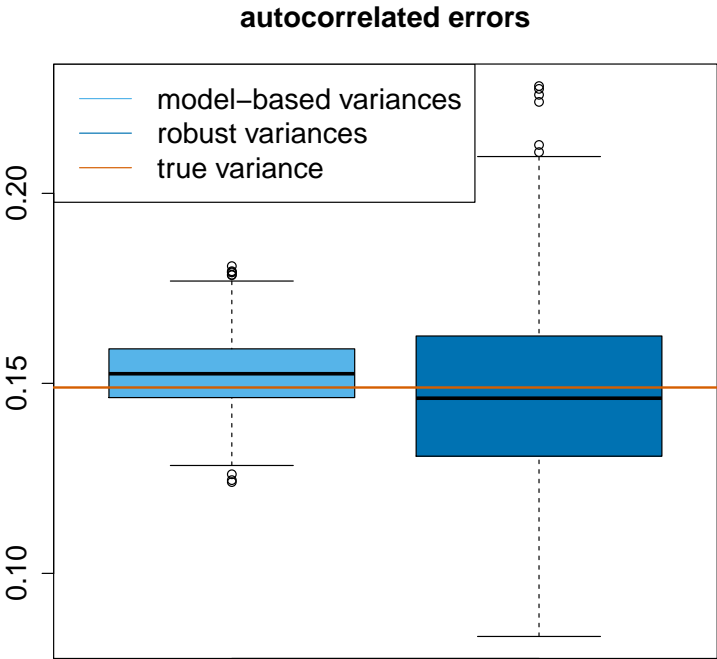 autocorrelated errors
model−based variances
robust variances
true variance
0.20
0.15
0.10